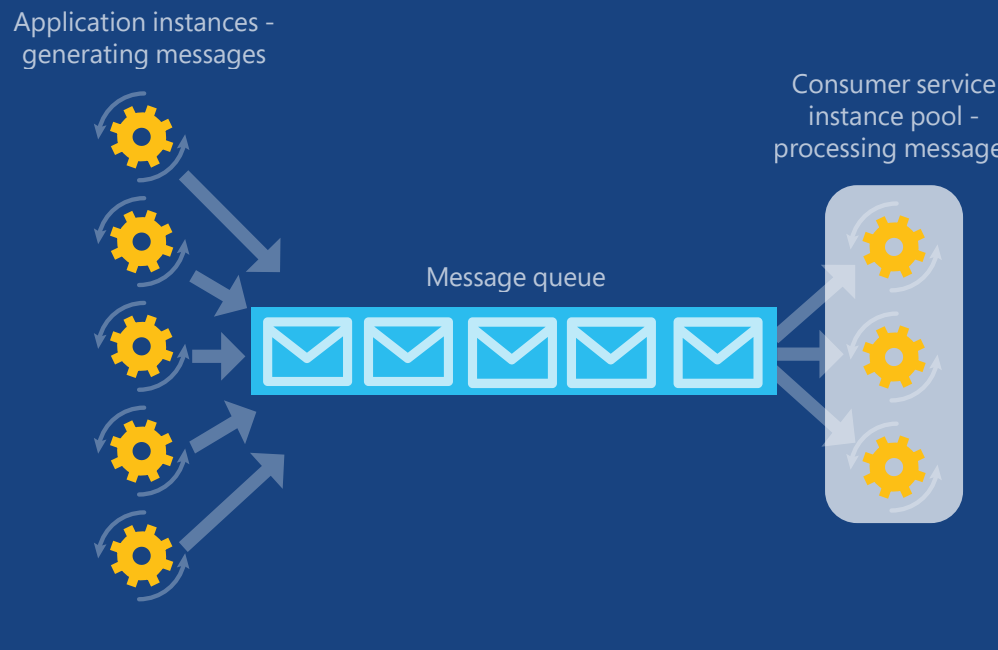 Application instances -
generating messages
Consumer service
instance pool -
processing message
Message queue